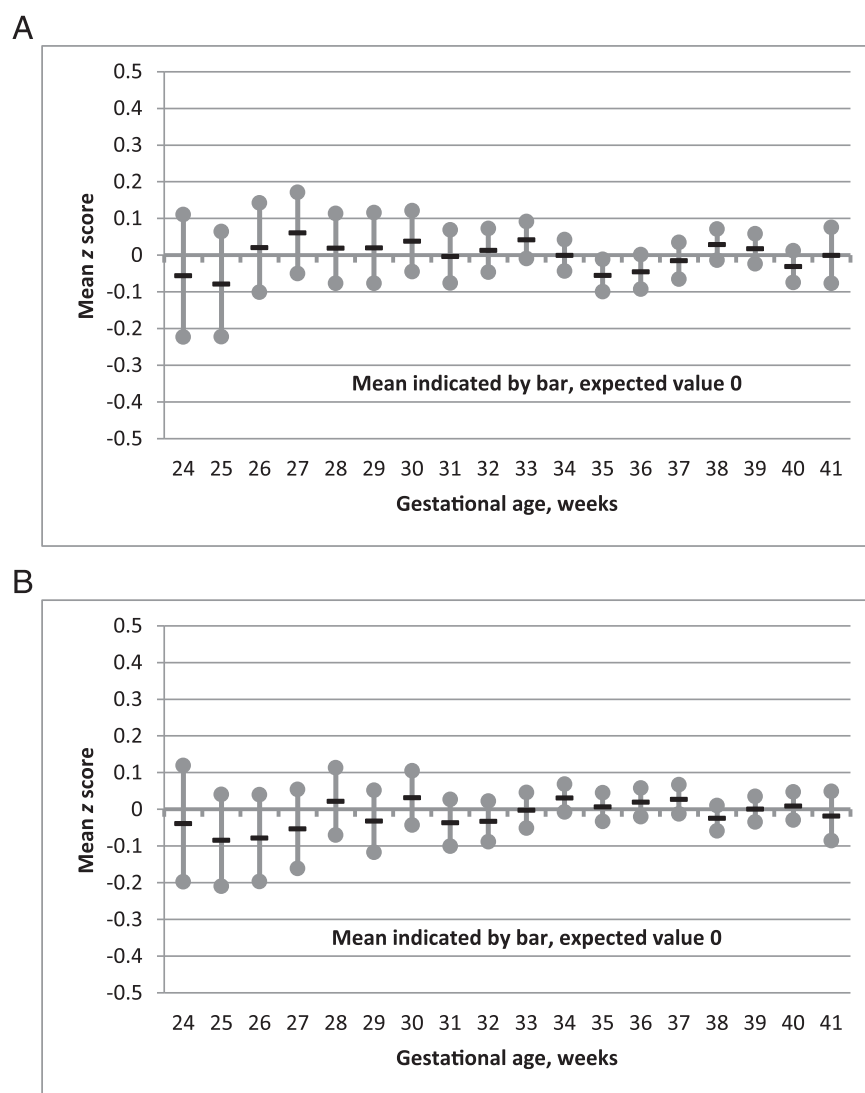 A
0.5
0.4
0.3
0.2
0.1
0
-0.1
-0.2
-0.3
-0.4
-0.5
Mean z score
Mean indicated by bar, expected value 0
24 25 26 27 28 29 30 31 32 33 34 35 36 37 38 39 40 41
Gestational age, weeks
B
0.5
0.4
0.3
0.2
0.1
0
-0.1
-0.2
-0.3
-0.4
-0.5
Mean z score
Mean indicated by bar, expected value 0
24 25 26 27 28 29 30 31 32 33 34 35 36 37 38 39 40 41
Gestational age, weeks